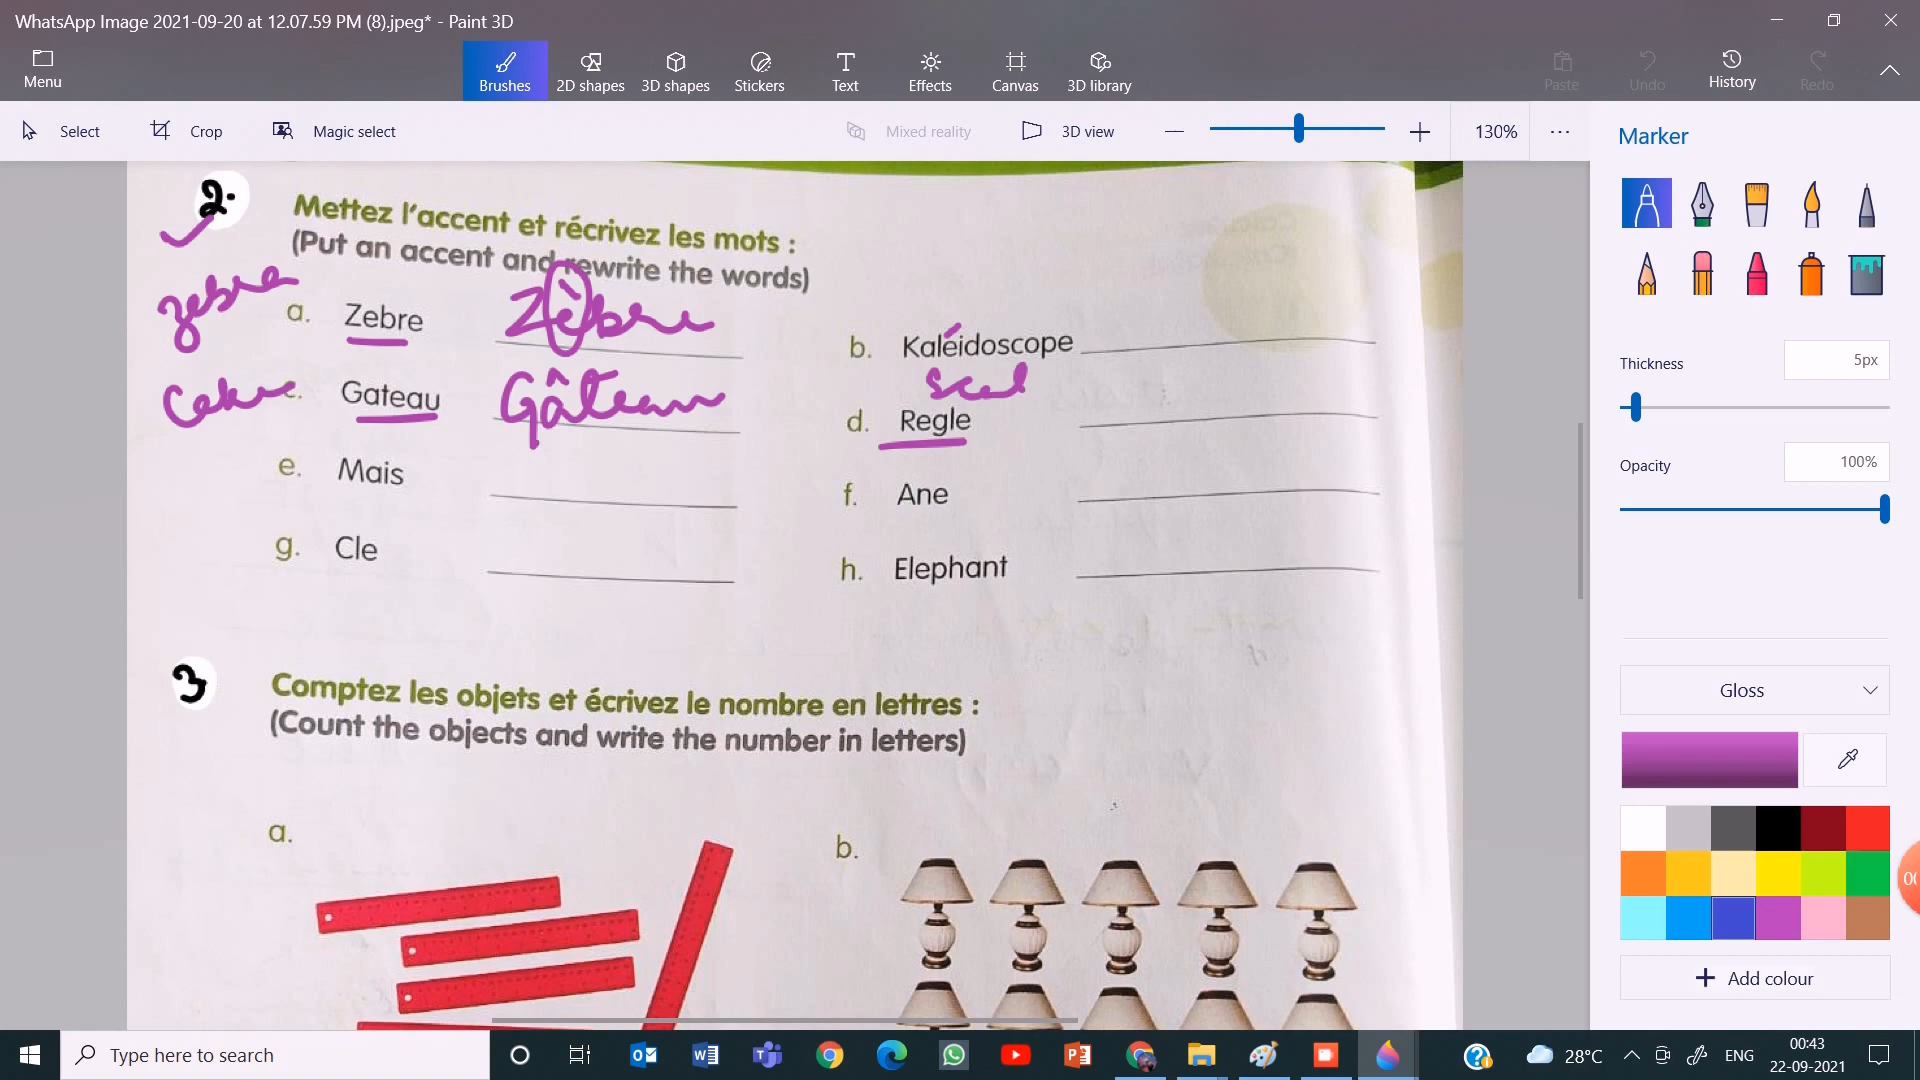 WhatsApp Image 2021-09-20 at 12.07.59 PM (8).jpeg* - Paint 3D
Menu
Brushes
2D shapes
3D shapes
Stickers
Text
Effects
Canvas
3D library
Paste
Undo
History
Redo
Select
Crop
Magic select
Mixed reality
3D view
130%
Marker
Thickness
5px
Opacity
100%
Gloss
Add colour
2.
Mettez l'accent et récrivez les mots :
(Put an accent and rewrite the words)
zebra
a. Zebre Zèbre
b. Kaléidoscope
c. Gateau Gâteau
d. Regle
e. Mais
f. Ane
g. Cle
h. Elephant
3
Comptez les objets et écrivez le nombre en lettres :
(Count the objects and write the number in letters)
a.
b.
Type here to search
28°C
ENG
00:43
22-09-2021